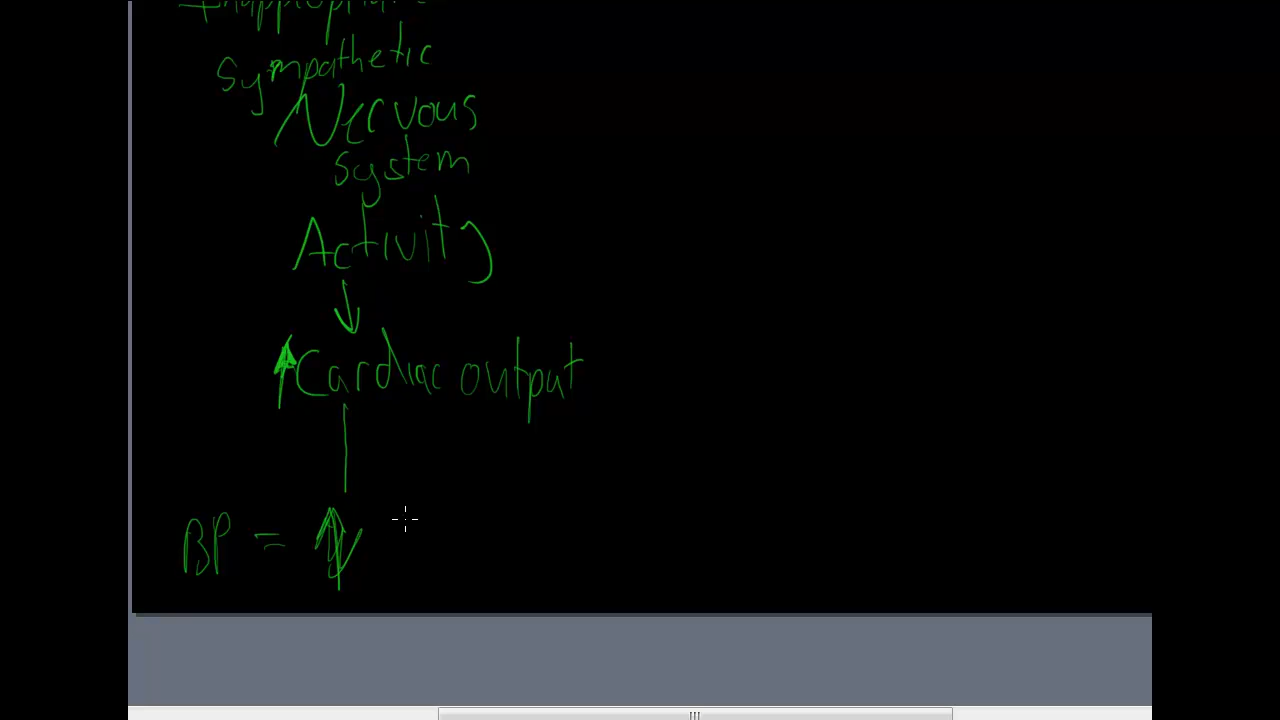 sympathetic
Nervous
system
Activity
↓
↑ Cardiac output
BP = ↑